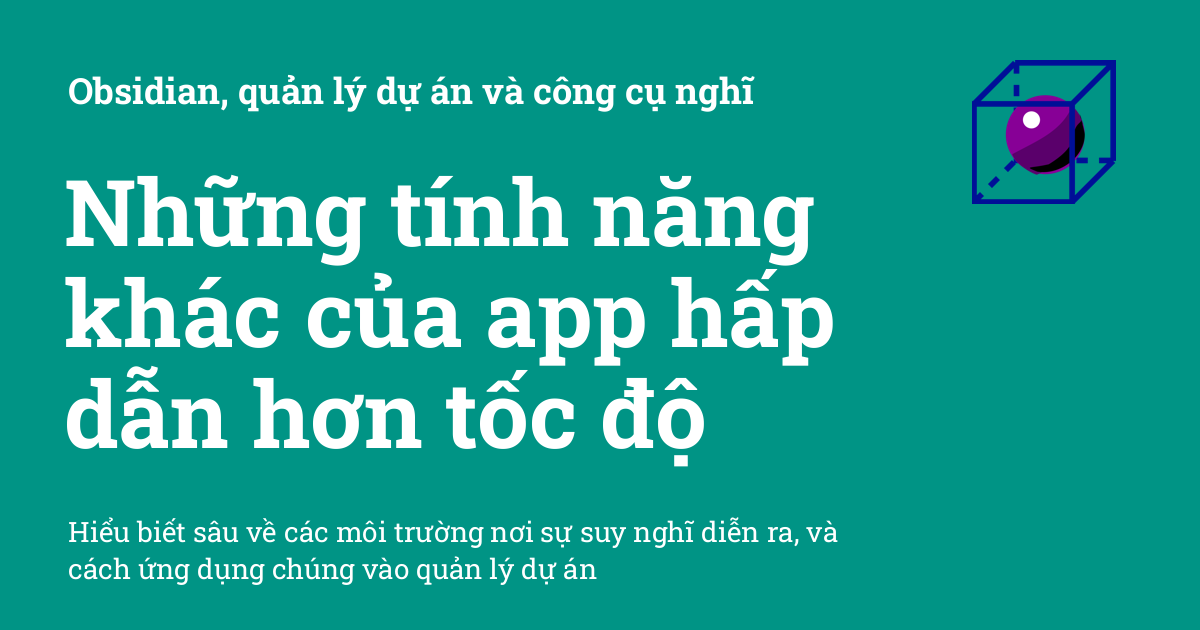 Obsidian, quản lý dự án và công cụ nghĩ
Những tính năng
khác của app hấp
dẫn hơn tốc độ
Hiểu biết sâu về các môi trường nơi sự suy nghĩ diễn ra, và
cách ứng dụng chúng vào quản lý dự án